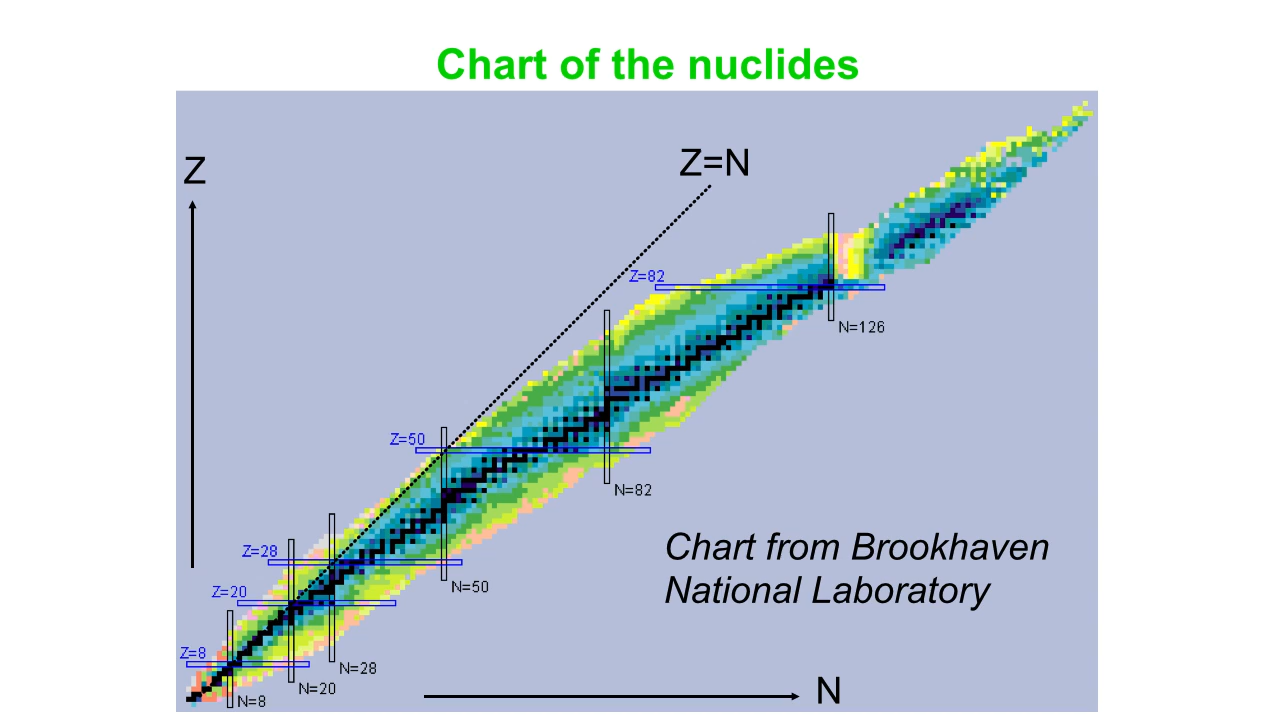 Chart of the nuclides
Z
Z=N
Z=82
N=126
Z=50
N=82
Chart from Brookhaven
National Laboratory
Z=28
N=50
Z=20
Z=8
N=28
N=20
N=8
N